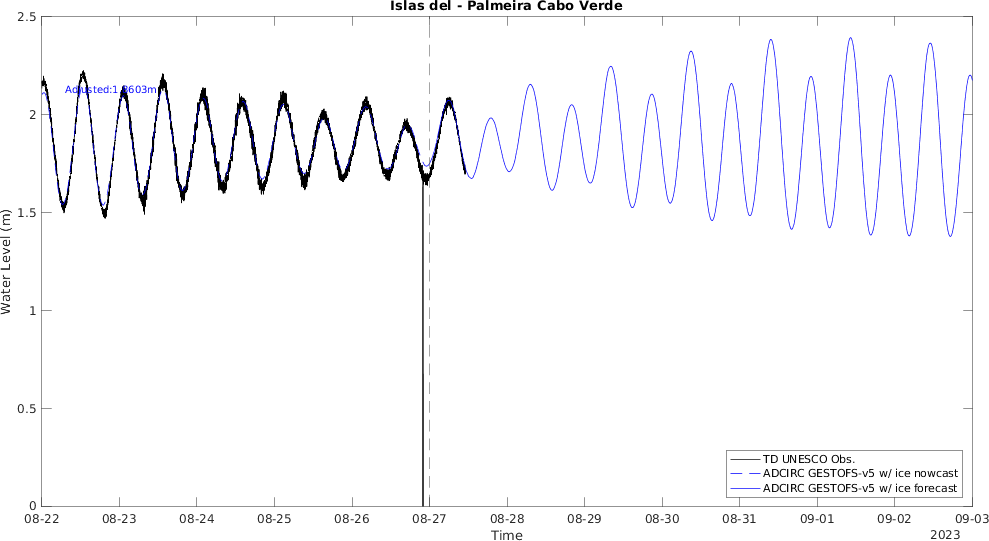 Islas del - Palmeira Cabo Verde
Adjusted:1.8603m
Water Level (m)
2.5
2
1.5
1
0.5
0
08-22 08-23 08-24 08-25 08-26 08-27 08-28 08-29 08-30 08-31 09-01 09-02 09-03
Time
2023
TD UNESCO Obs.
ADCIRC GESTOFS-v5 w/ ice nowcast
ADCIRC GESTOFS-v5 w/ ice forecast